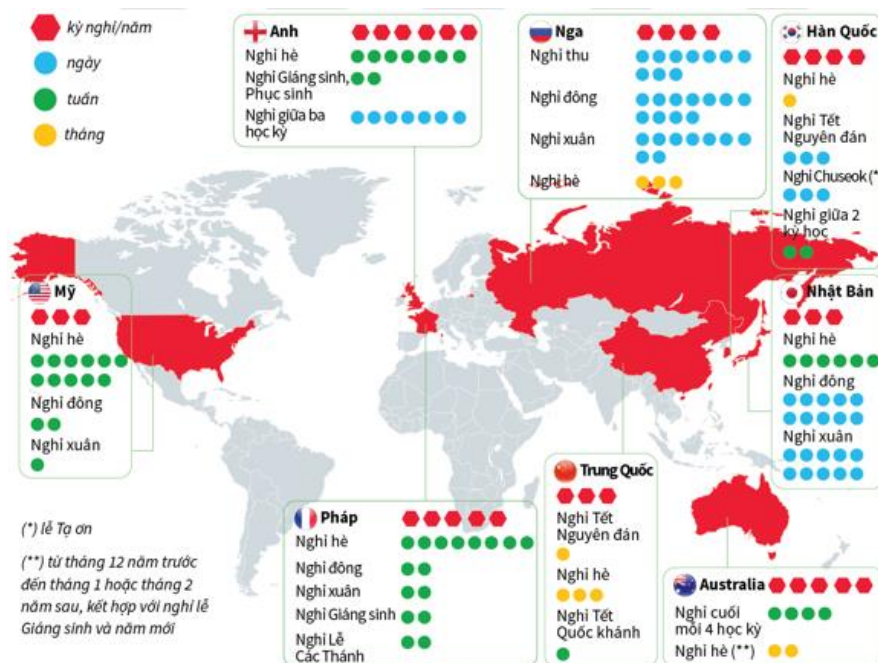 kỳ nghỉ/năm
ngày
tuần
tháng
Anh
Nghỉ hè
Nghỉ Giáng sinh,
Phục sinh
Nghỉ giữa ba
học kỳ
Nga
Nghỉ thu
Nghỉ đông
Nghỉ xuân
Nghỉ hè
Hàn Quốc
Nghỉ hè
Nghỉ Tết
Nguyên đán
Nghỉ Chuseok (*
Nghỉ giữa 2
kỳ học
Mỹ
Nghỉ hè
Nghỉ đông
Nghỉ xuân
Nhật Bản
Nghỉ hè
Nghỉ đông
Nghỉ xuân
(*) lễ Tạ ơn
(**) từ tháng 12 năm trước
đến tháng 1 hoặc tháng 2
năm sau, kết hợp với nghỉ lễ
Giáng sinh và năm mới
Pháp
Nghỉ hè
Nghỉ đông
Nghỉ xuân
Nghỉ Giáng sinh
Nghỉ Lễ
Các Thánh
Trung Quốc
Nghỉ Tết
Nguyên đán
Nghỉ hè
Nghỉ Tết
Quốc khánh
Australia
Nghỉ cuối
mỗi 4 học kỳ
Nghỉ hè (**)